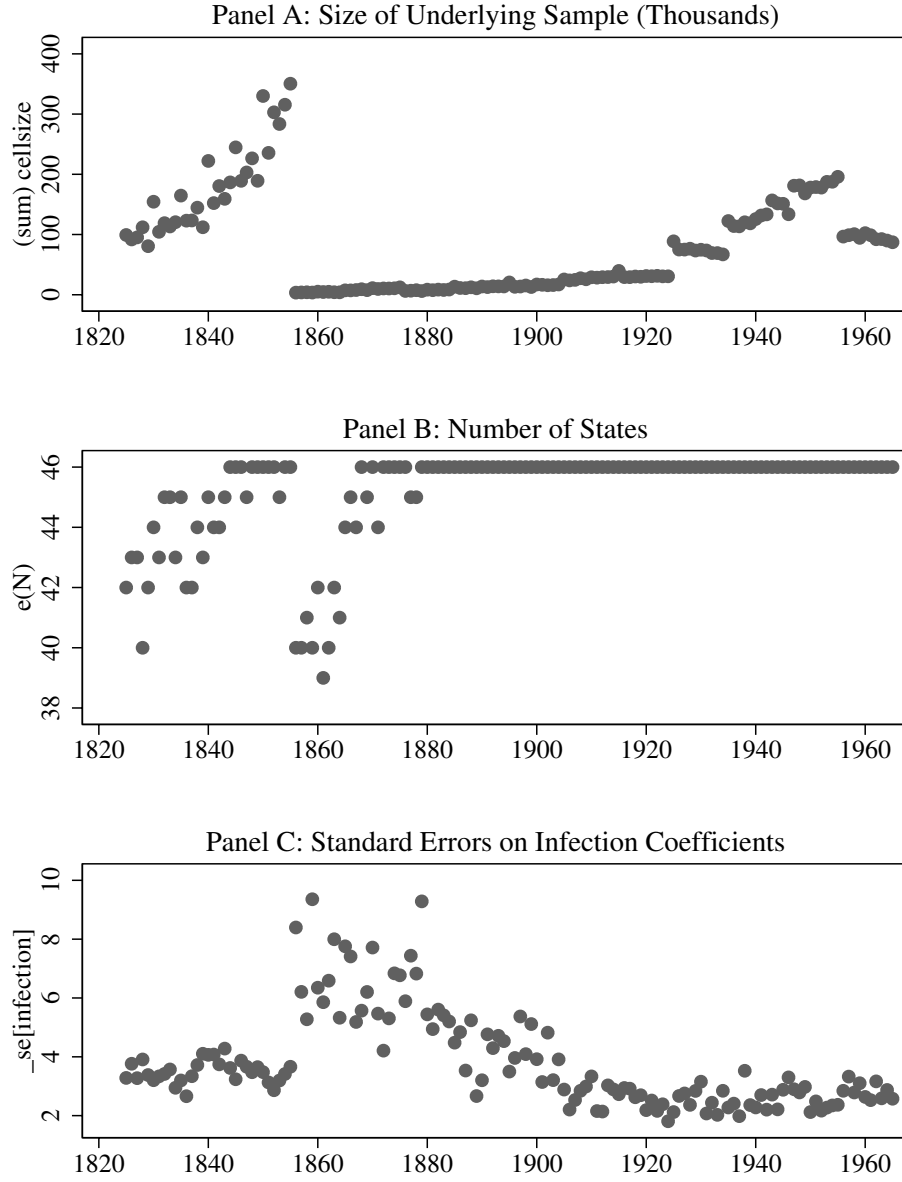 Panel A: Size of Underlying Sample (Thousands)
(sum) cellsize
400
300
200
100
0
1820 1840 1860 1880 1900 1920 1940 1960
Panel B: Number of States
e(N)
46
44
42
40
38
1820 1840 1860 1880 1900 1920 1940 1960
Panel C: Standard Errors on Infection Coefficients
_se[infection]
10
8
6
4
2
1820 1840 1860 1880 1900 1920 1940 1960